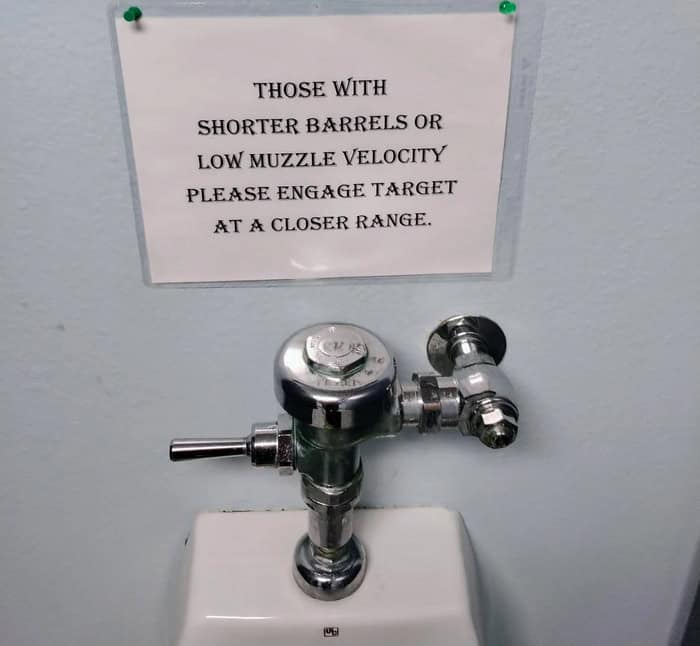 THOSE WITH
SHORTER BARRELS OR
LOW MUZZLE VELOCITY
PLEASE ENGAGE TARGET
AT A CLOSER RANGE.